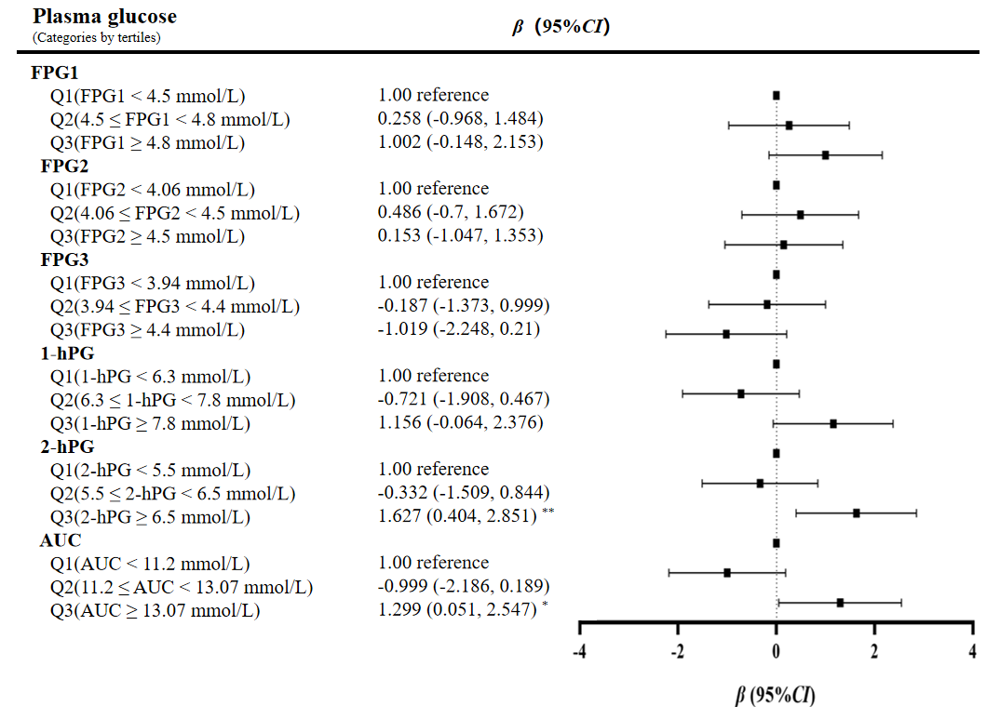 Plasma glucose
(Categories by tertiles)
β (95%CI)
FPG1
Q1(FPG1 < 4.5 mmol/L) 1.00 reference
Q2(4.5 ≤ FPG1 < 4.8 mmol/L) 0.258 (-0.968, 1.484)
Q3(FPG1 ≥ 4.8 mmol/L) 1.002 (-0.148, 2.153)
FPG2
Q1(FPG2 < 4.06 mmol/L) 1.00 reference
Q2(4.06 ≤ FPG2 < 4.5 mmol/L) 0.486 (-0.7, 1.672)
Q3(FPG2 ≥ 4.5 mmol/L) 0.153 (-1.047, 1.353)
FPG3
Q1(FPG3 < 3.94 mmol/L) 1.00 reference
Q2(3.94 ≤ FPG3 < 4.4 mmol/L) -0.187 (-1.373, 0.999)
Q3(FPG3 ≥ 4.4 mmol/L) -1.019 (-2.248, 0.21)
1-hPG
Q1(1-hPG < 6.3 mmol/L) 1.00 reference
Q2(6.3 ≤ 1-hPG < 7.8 mmol/L) -0.721 (-1.908, 0.467)
Q3(1-hPG ≥ 7.8 mmol/L) 1.156 (-0.064, 2.376)
2-hPG
Q1(2-hPG < 5.5 mmol/L) 1.00 reference
Q2(5.5 ≤ 2-hPG < 6.5 mmol/L) -0.332 (-1.509, 0.844)
Q3(2-hPG ≥ 6.5 mmol/L) 1.627 (0.404, 2.851) **
AUC
Q1(AUC < 11.2 mmol/L) 1.00 reference
Q2(11.2 ≤ AUC < 13.07 mmol/L) -0.999 (-2.186, 0.189)
Q3(AUC ≥ 13.07 mmol/L) 1.299 (0.051, 2.547) *
-4 -2 0 2 4
β (95%CI)